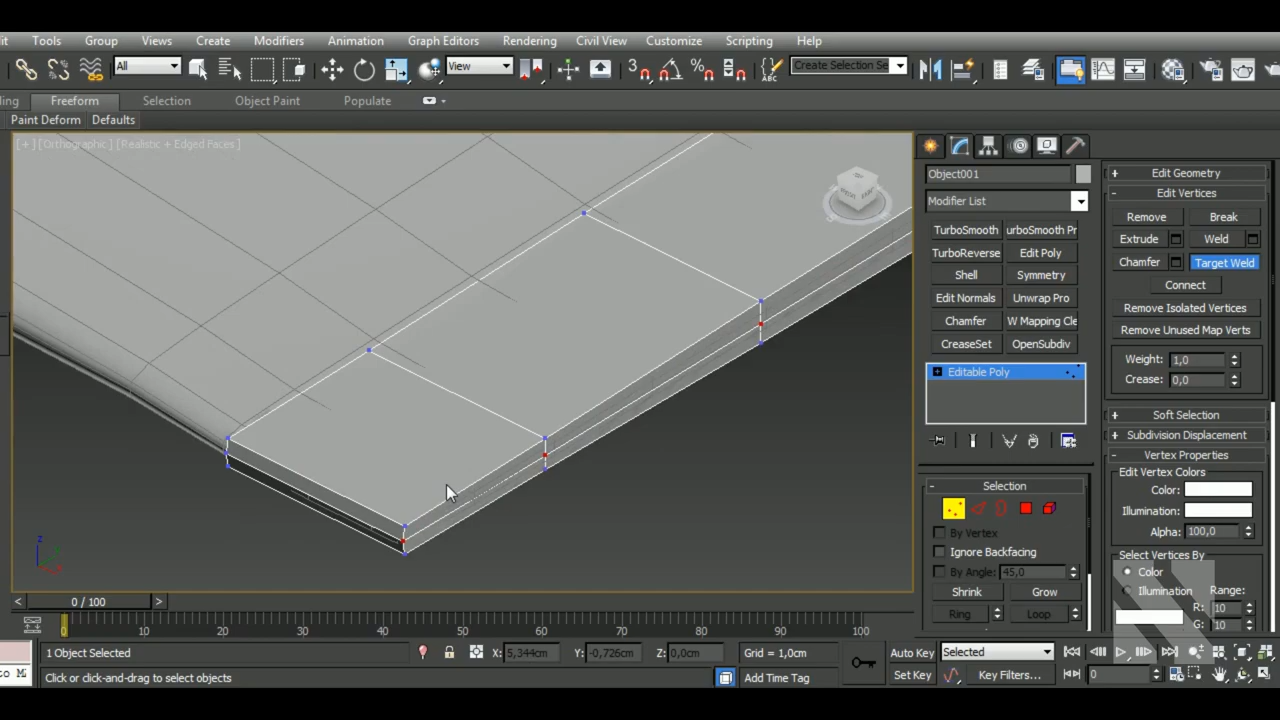 it Tools Group Views Create Modifiers Animation Graph Editors Rendering Civil View Customize Scripting Help
All View 3 Create Selection Se
ABC
ling Freeform Selection Object Paint Populate
Paint Deform Defaults
[+] [Orthographic] [Realistic + Edged Faces]
Object001
Modifier List
TurboSmooth urboSmooth Pr
TurboReverse Edit Poly
Shell Symmetry
Edit Normals Unwrap Pro
Chamfer W Mapping Cle
CreaseSet OpenSubdiv
+ Editable Poly
- Selection
By Vertex
Ignore Backfacing
By Angle: 45,0
Shrink Grow
Ring Loop
+ Edit Geometry
- Edit Vertices
Remove Break
Extrude Weld
Chamfer Target Weld
Connect
Remove Isolated Vertices
Remove Unused Map Verts
Weight: 1,0
Crease: 0,0
+ Soft Selection
+ Subdivision Displacement
- Vertex Properties
Edit Vertex Colors
Color:
Illumination:
Alpha: 100,0
Select Vertices By
Color
Illumination Range:
R: 10
G: 10
z
< 0 / 100 >
0 10 20 30 40 50 60 70 80 90 100
1 Object Selected X: 5,344cm Y: -0,726cm Z: 0,0cm Grid = 1,0cm Auto Key Selected
to M Click or click-and-drag to select objects Add Time Tag Set Key Key Filters... 0